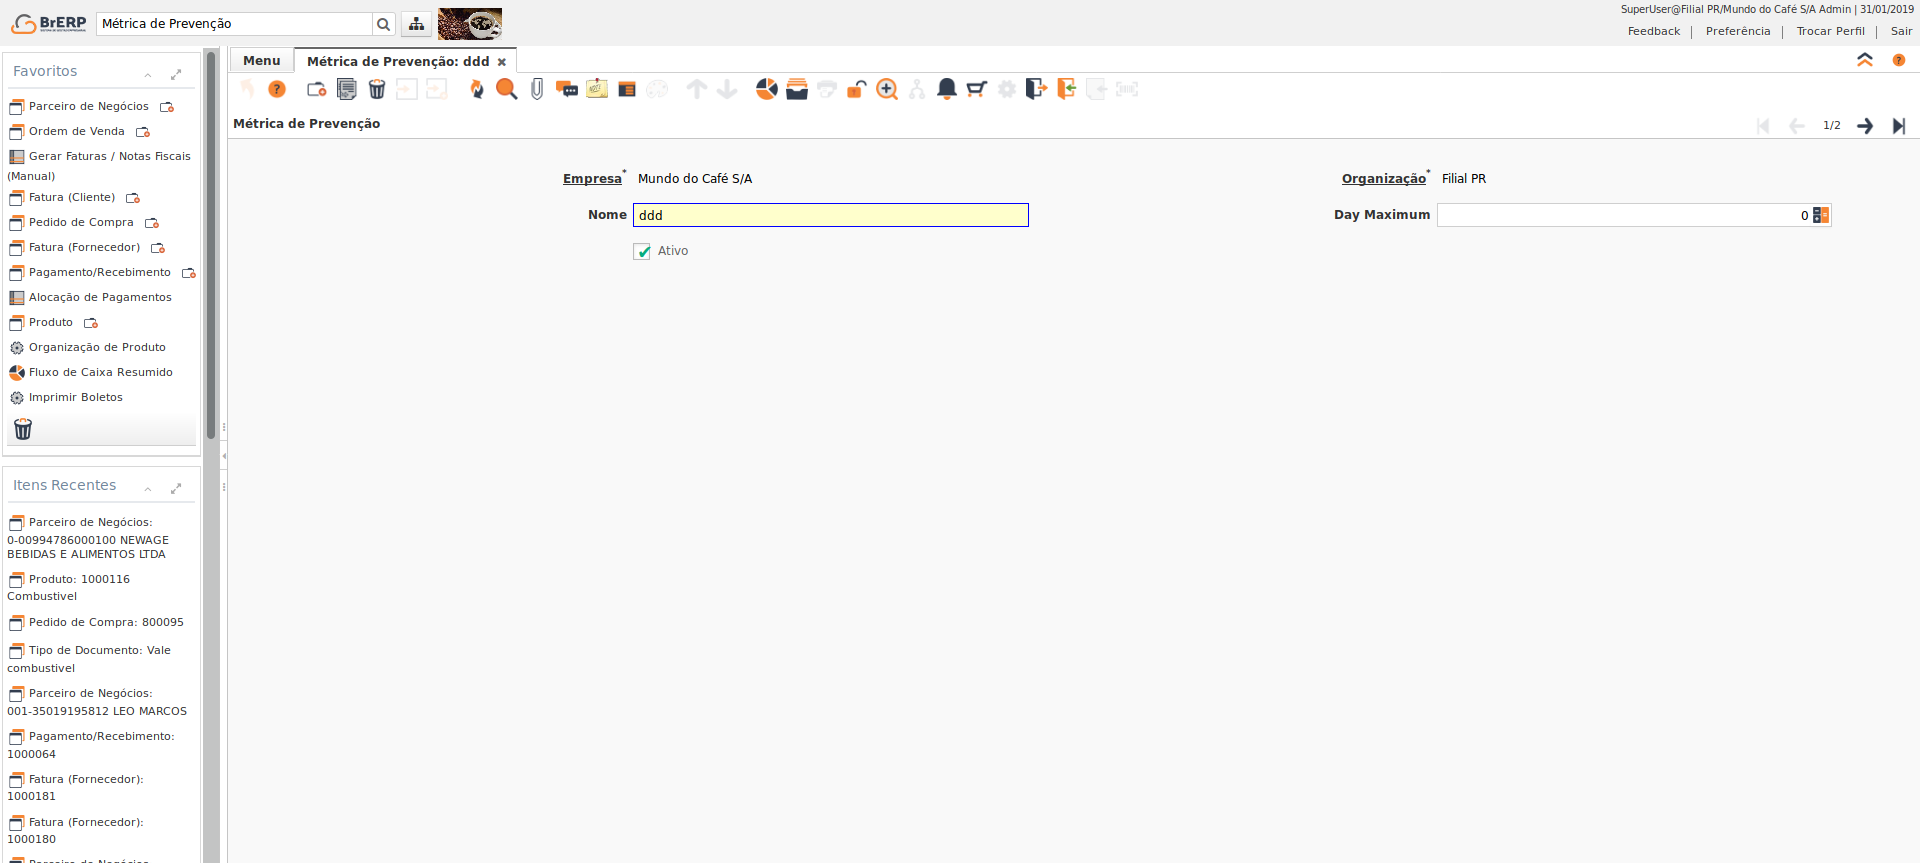 BrERP
Métrica de Prevenção
SuperUser@Filial PR/Mundo do Café S/A Admin | 31/01/2019
Feedback | Preferência | Trocar Perfil | Sair
Favoritos
Parceiro de Negócios
Ordem de Venda
Gerar Faturas / Notas Fiscais
(Manual)
Fatura (Cliente)
Pedido de Compra
Fatura (Fornecedor)
Pagamento/Recebimento
Alocação de Pagamentos
Produto
Organização de Produto
Fluxo de Caixa Resumido
Imprimir Boletos
Itens Recentes
Parceiro de Negócios:
0-00994786000100 NEWAGE
BEBIDAS E ALIMENTOS LTDA
Produto: 1000116
Combustivel
Pedido de Compra: 800095
Tipo de Documento: Vale
combustivel
Parceiro de Negócios:
001-35019195812 LEO MARCOS
Pagamento/Recebimento:
1000064
Fatura (Fornecedor):
1000181
Fatura (Fornecedor):
1000180
Parceiro de Negócios
Menu
Métrica de Prevenção: ddd
Métrica de Prevenção
1/2
Empresa* Mundo do Café S/A
Organização* Filial PR
Nome ddd
Day Maximum 0
Ativo